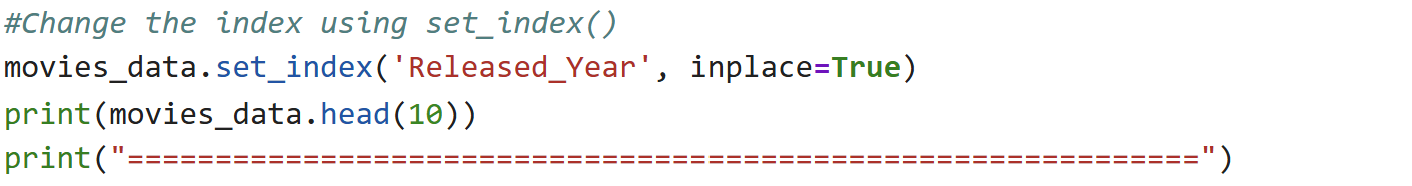 #Change the index using set_index()
movies_data.set_index('Released_Year', inplace=True)
print(movies_data.head(10))
print("=============================================================")